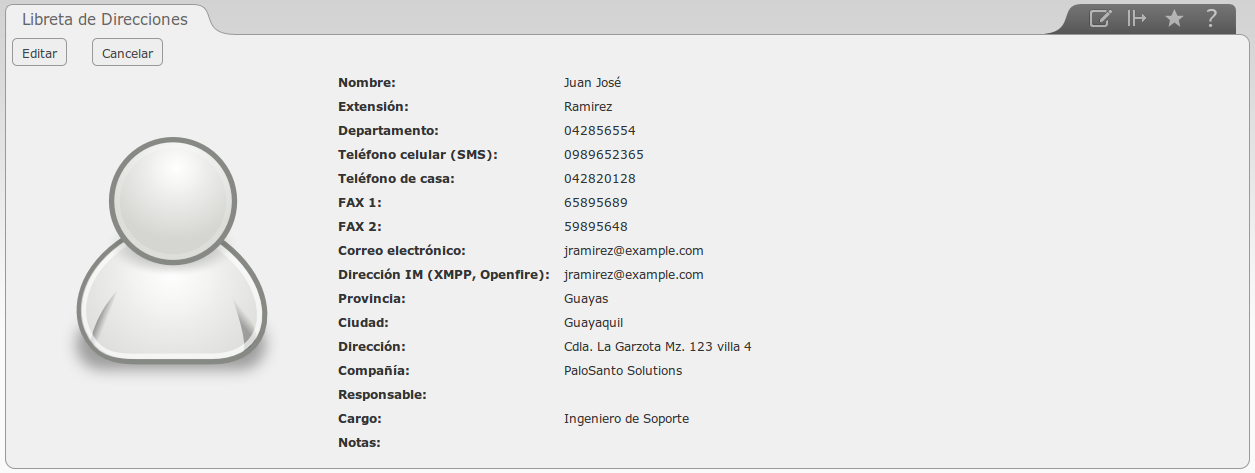 Libreta de Direcciones
?
Editar Cancelar
Nombre: Juan José
Extensión: Ramirez
Departamento: 042856554
Teléfono celular (SMS): 0989652365
Teléfono de casa: 042820128
FAX 1: 65895689
FAX 2: 59895648
Correo electrónico: jramirez@example.com
Dirección IM (XMPP, Openfire): jramirez@example.com
Provincia: Guayas
Ciudad: Guayaquil
Dirección: Cdla. La Garzota Mz. 123 villa 4
Compañía: PaloSanto Solutions
Responsable:
Cargo: Ingeniero de Soporte
Notas: